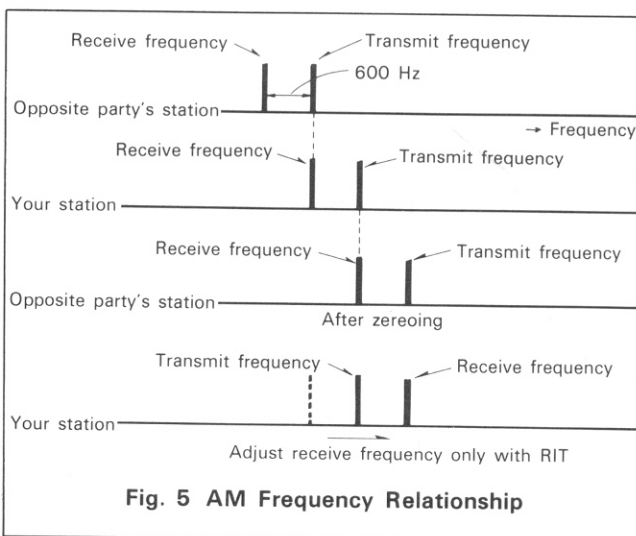 Receive frequency
Transmit frequency
600 Hz
Opposite party's station
→ Frequency
Receive frequency
Transmit frequency
Your station
Receive frequency
Transmit frequency
Opposite party's station
After zereoing
Transmit frequency
Receive frequency
Your station
Adjust receive frequency only with RIT
Fig. 5 AM Frequency Relationship